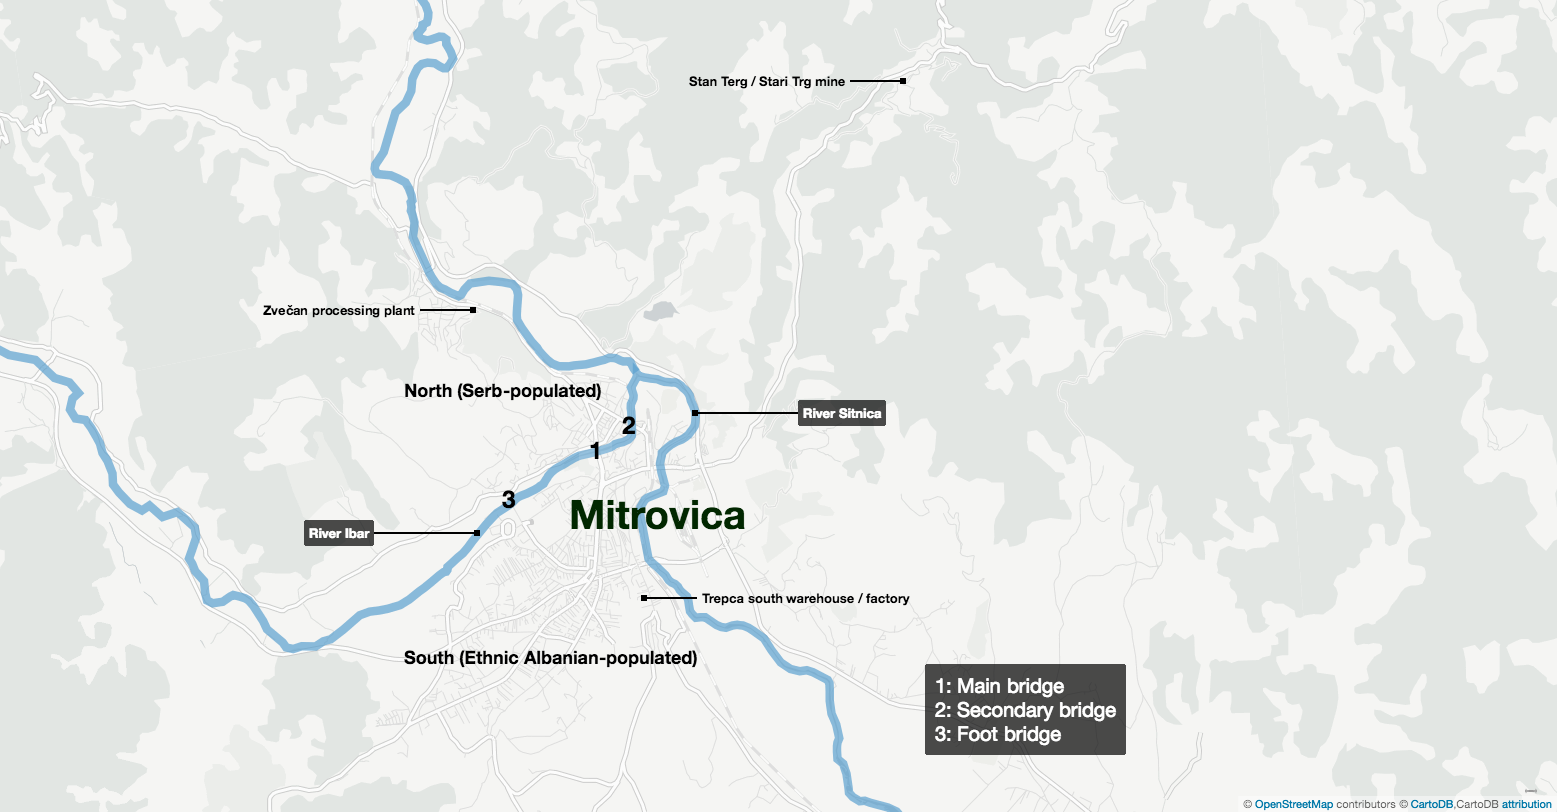 Stan Terg / Stari Trg mine
Zvečan processing plant
North (Serb-populated)
River Sitnica
2
1
3
Mitrovica
River Ibar
Trepca south warehouse / factory
South (Ethnic Albanian-populated)
1: Main bridge
2: Secondary bridge
3: Foot bridge
© OpenStreetMap contributors © CartoDB,CartoDB attribution